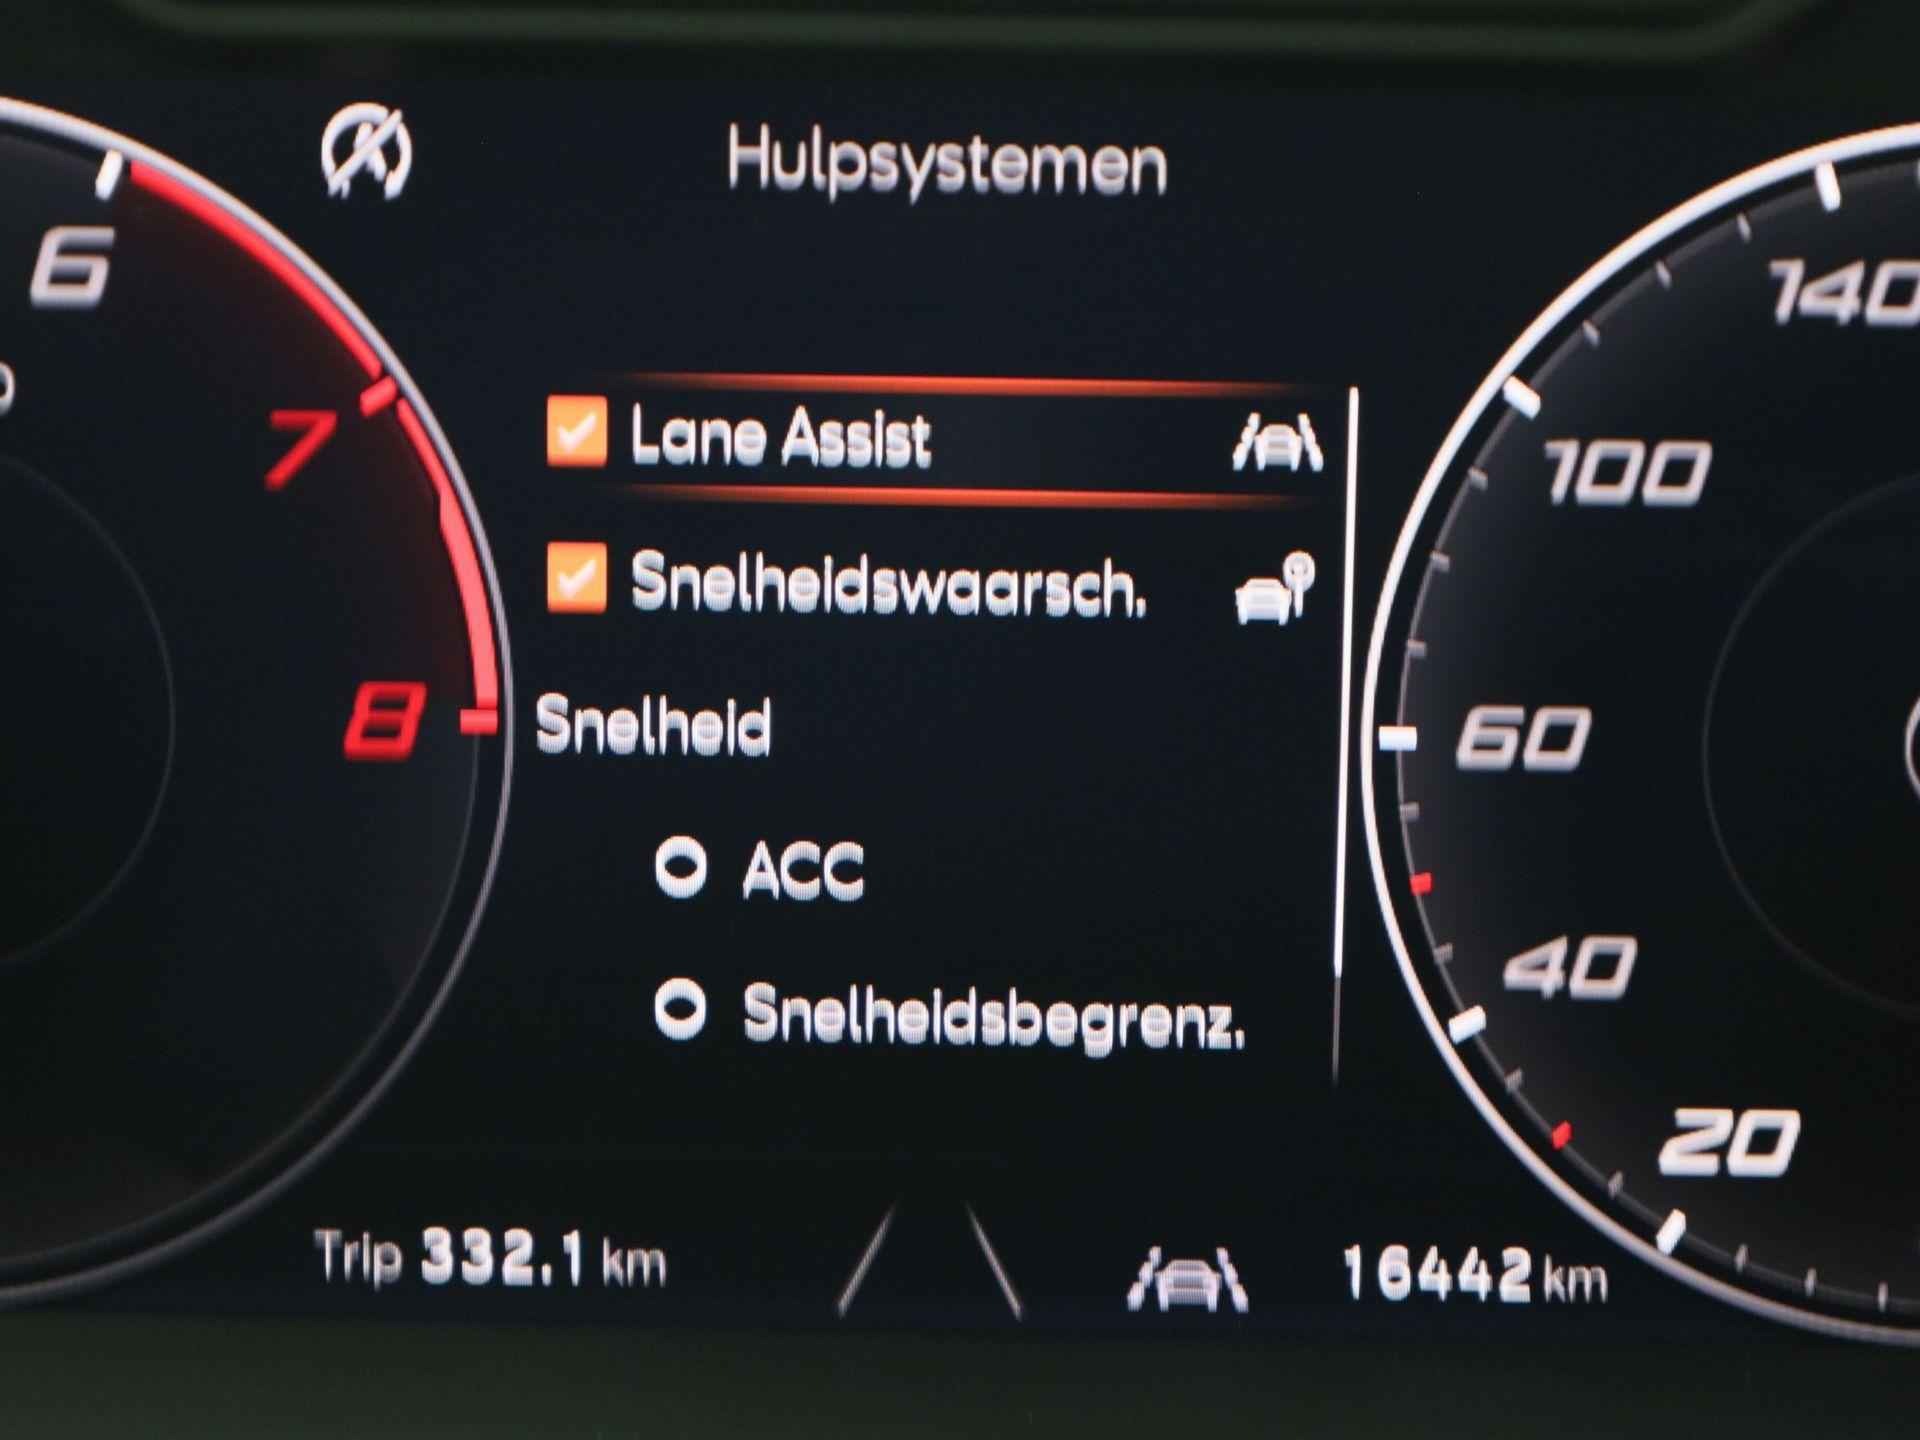 Hulpsystemen
6
7
8
Lane Assist
Snelheidswaarsch.
Snelheid
ACC
Snelheidsbegrenz.
140
100
60
40
20
Trip 332.1 km
16442 km